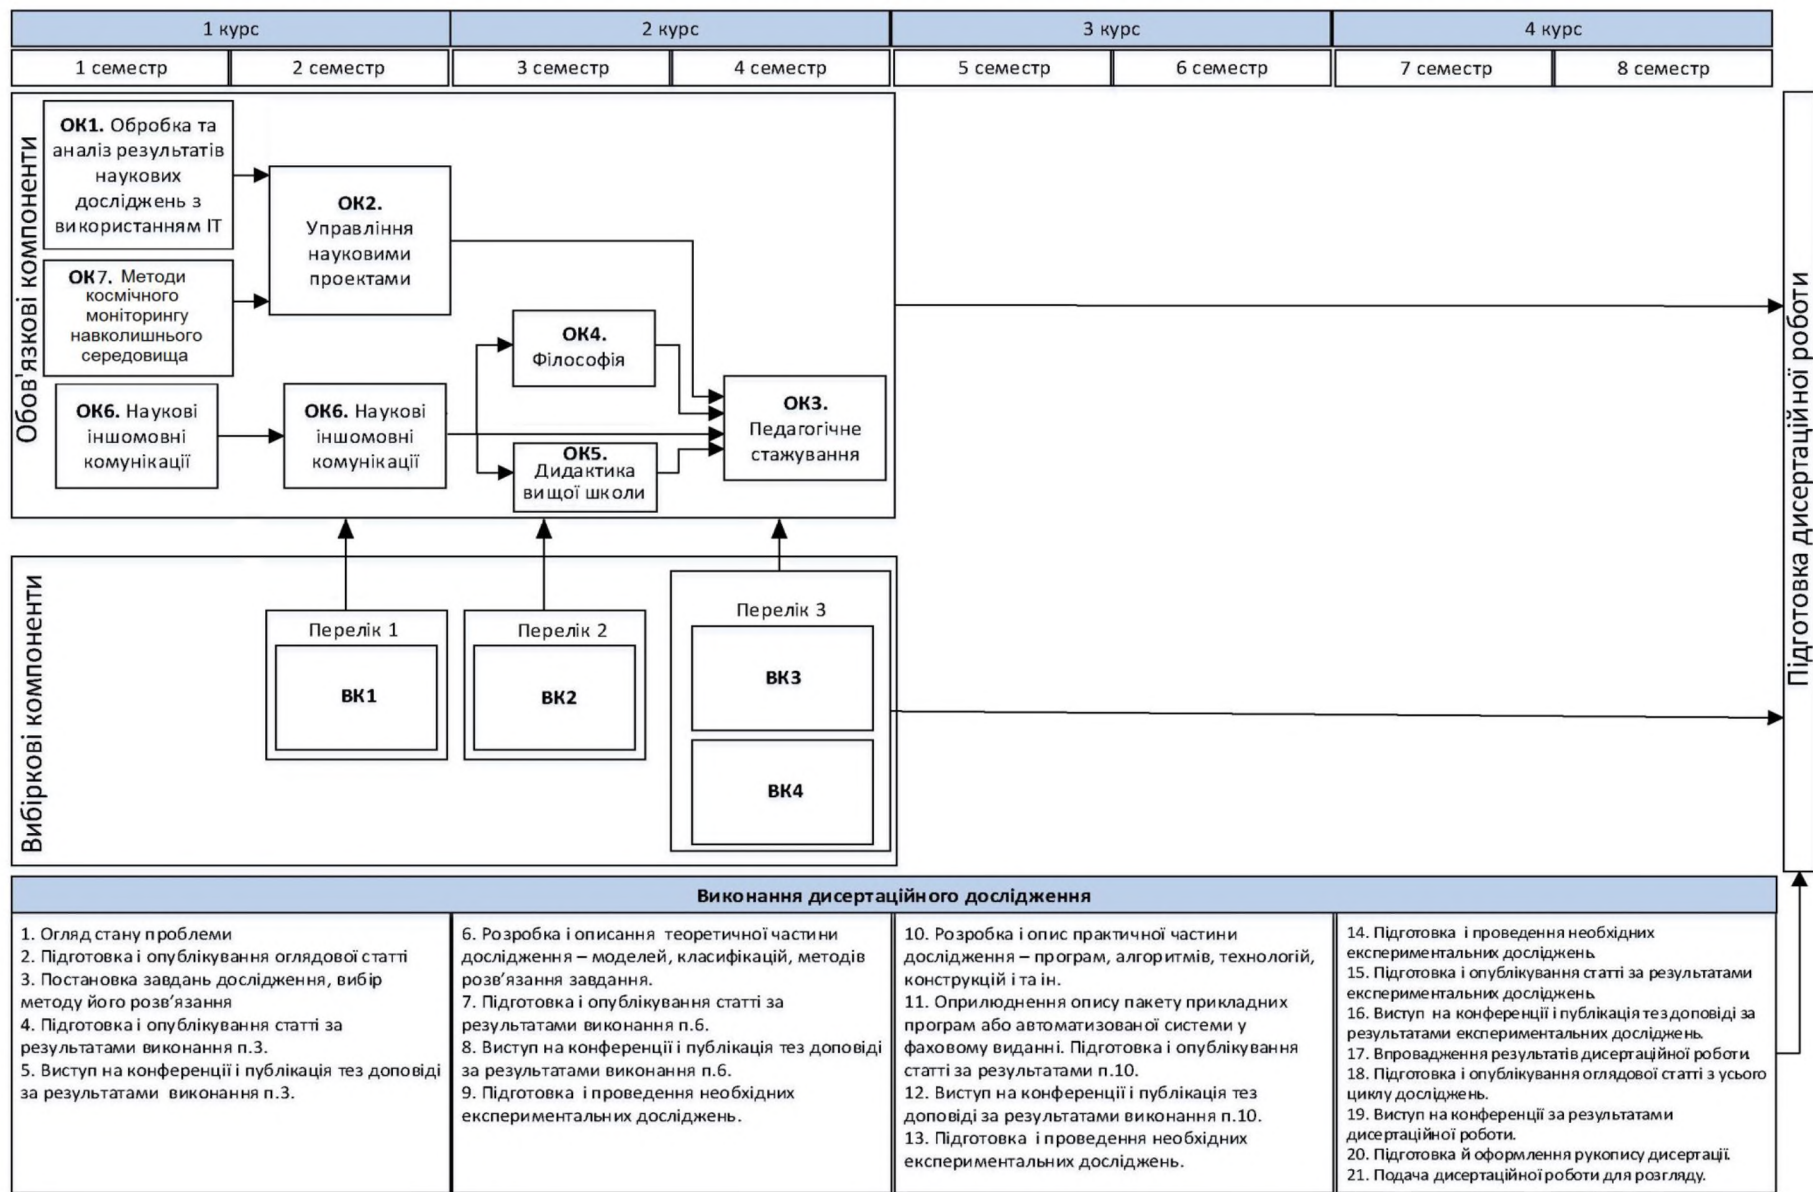 1 курс
2 курс
3 курс
4 курс
1 семестр
2 семестр
3 семестр
4 семестр
5 семестр
6 семестр
7 семестр
8 семестр
Обов'язкові компоненти
ОК1. Обробка та
аналіз результатів
наукових
досліджень з
використанням ІТ
ОК7. Методи
космічного
моніторингу
навколишнього
середовища
ОК6. Наукові
іншомовні
комунікації
ОК2.
Управління
науковими
проектами
ОК6. Наукові
іншомовні
комунікації
ОК4.
Філософія
ОК5.
Дидактика
вищої школи
ОК3.
Педагогічне
стажування
Підготовка дисертаційної роботи
Вибіркові компоненти
Перелік 1
ВК1
Перелік 2
ВК2
Перелік 3
ВК3
ВК4
Виконання дисертаційного дослідження
1. Огляд стану проблеми
2. Підготовка і опублікування оглядової статті
3. Постановка завдань дослідження, вибір
методу його розв’язання
4. Підготовка і опублікування статті за
результатами виконання п.3.
5. Виступ на конференції і публікація тез доповіді
за результатами виконання п.3.
6. Розробка і описання теоретичної частини
дослідження – моделей, класифікацій, методів
розв’язання завдання.
7. Підготовка і опублікування статті за
результатами виконання п.6.
8. Виступ на конференції і публікація тез доповіді
за результатами виконання п.6.
9. Підготовка і проведення необхідних
експериментальних досліджень.
10. Розробка і опис практичної частини
дослідження – програм, алгоритмів, технологій,
конструкцій і та ін.
11. Оприлюднення опису пакету прикладних
програм або автоматизованої системи у
фаховому виданні. Підготовка і опублікування
статті за результатами п.10.
12. Виступ на конференції і публікація тез
доповіді за результатами виконання п.10.
13. Підготовка і проведення необхідних
експериментальних досліджень.
14. Підготовка і проведення необхідних
експериментальних досліджень.
15. Підготовка і опублікування статті за результатами
експериментальних досліджень.
16. Виступ на конференції і публікація тез доповіді за
результатами експериментальних досліджень.
17. Впровадження результатів дисертаційної роботи.
18. Підготовка і опублікування оглядової статті з усього
циклу досліджень.
19. Виступ на конференції за результатами
дисертаційної роботи.
20. Підготовка й оформлення рукопису дисертації.
21. Подача дисертаційної роботи для розгляду.